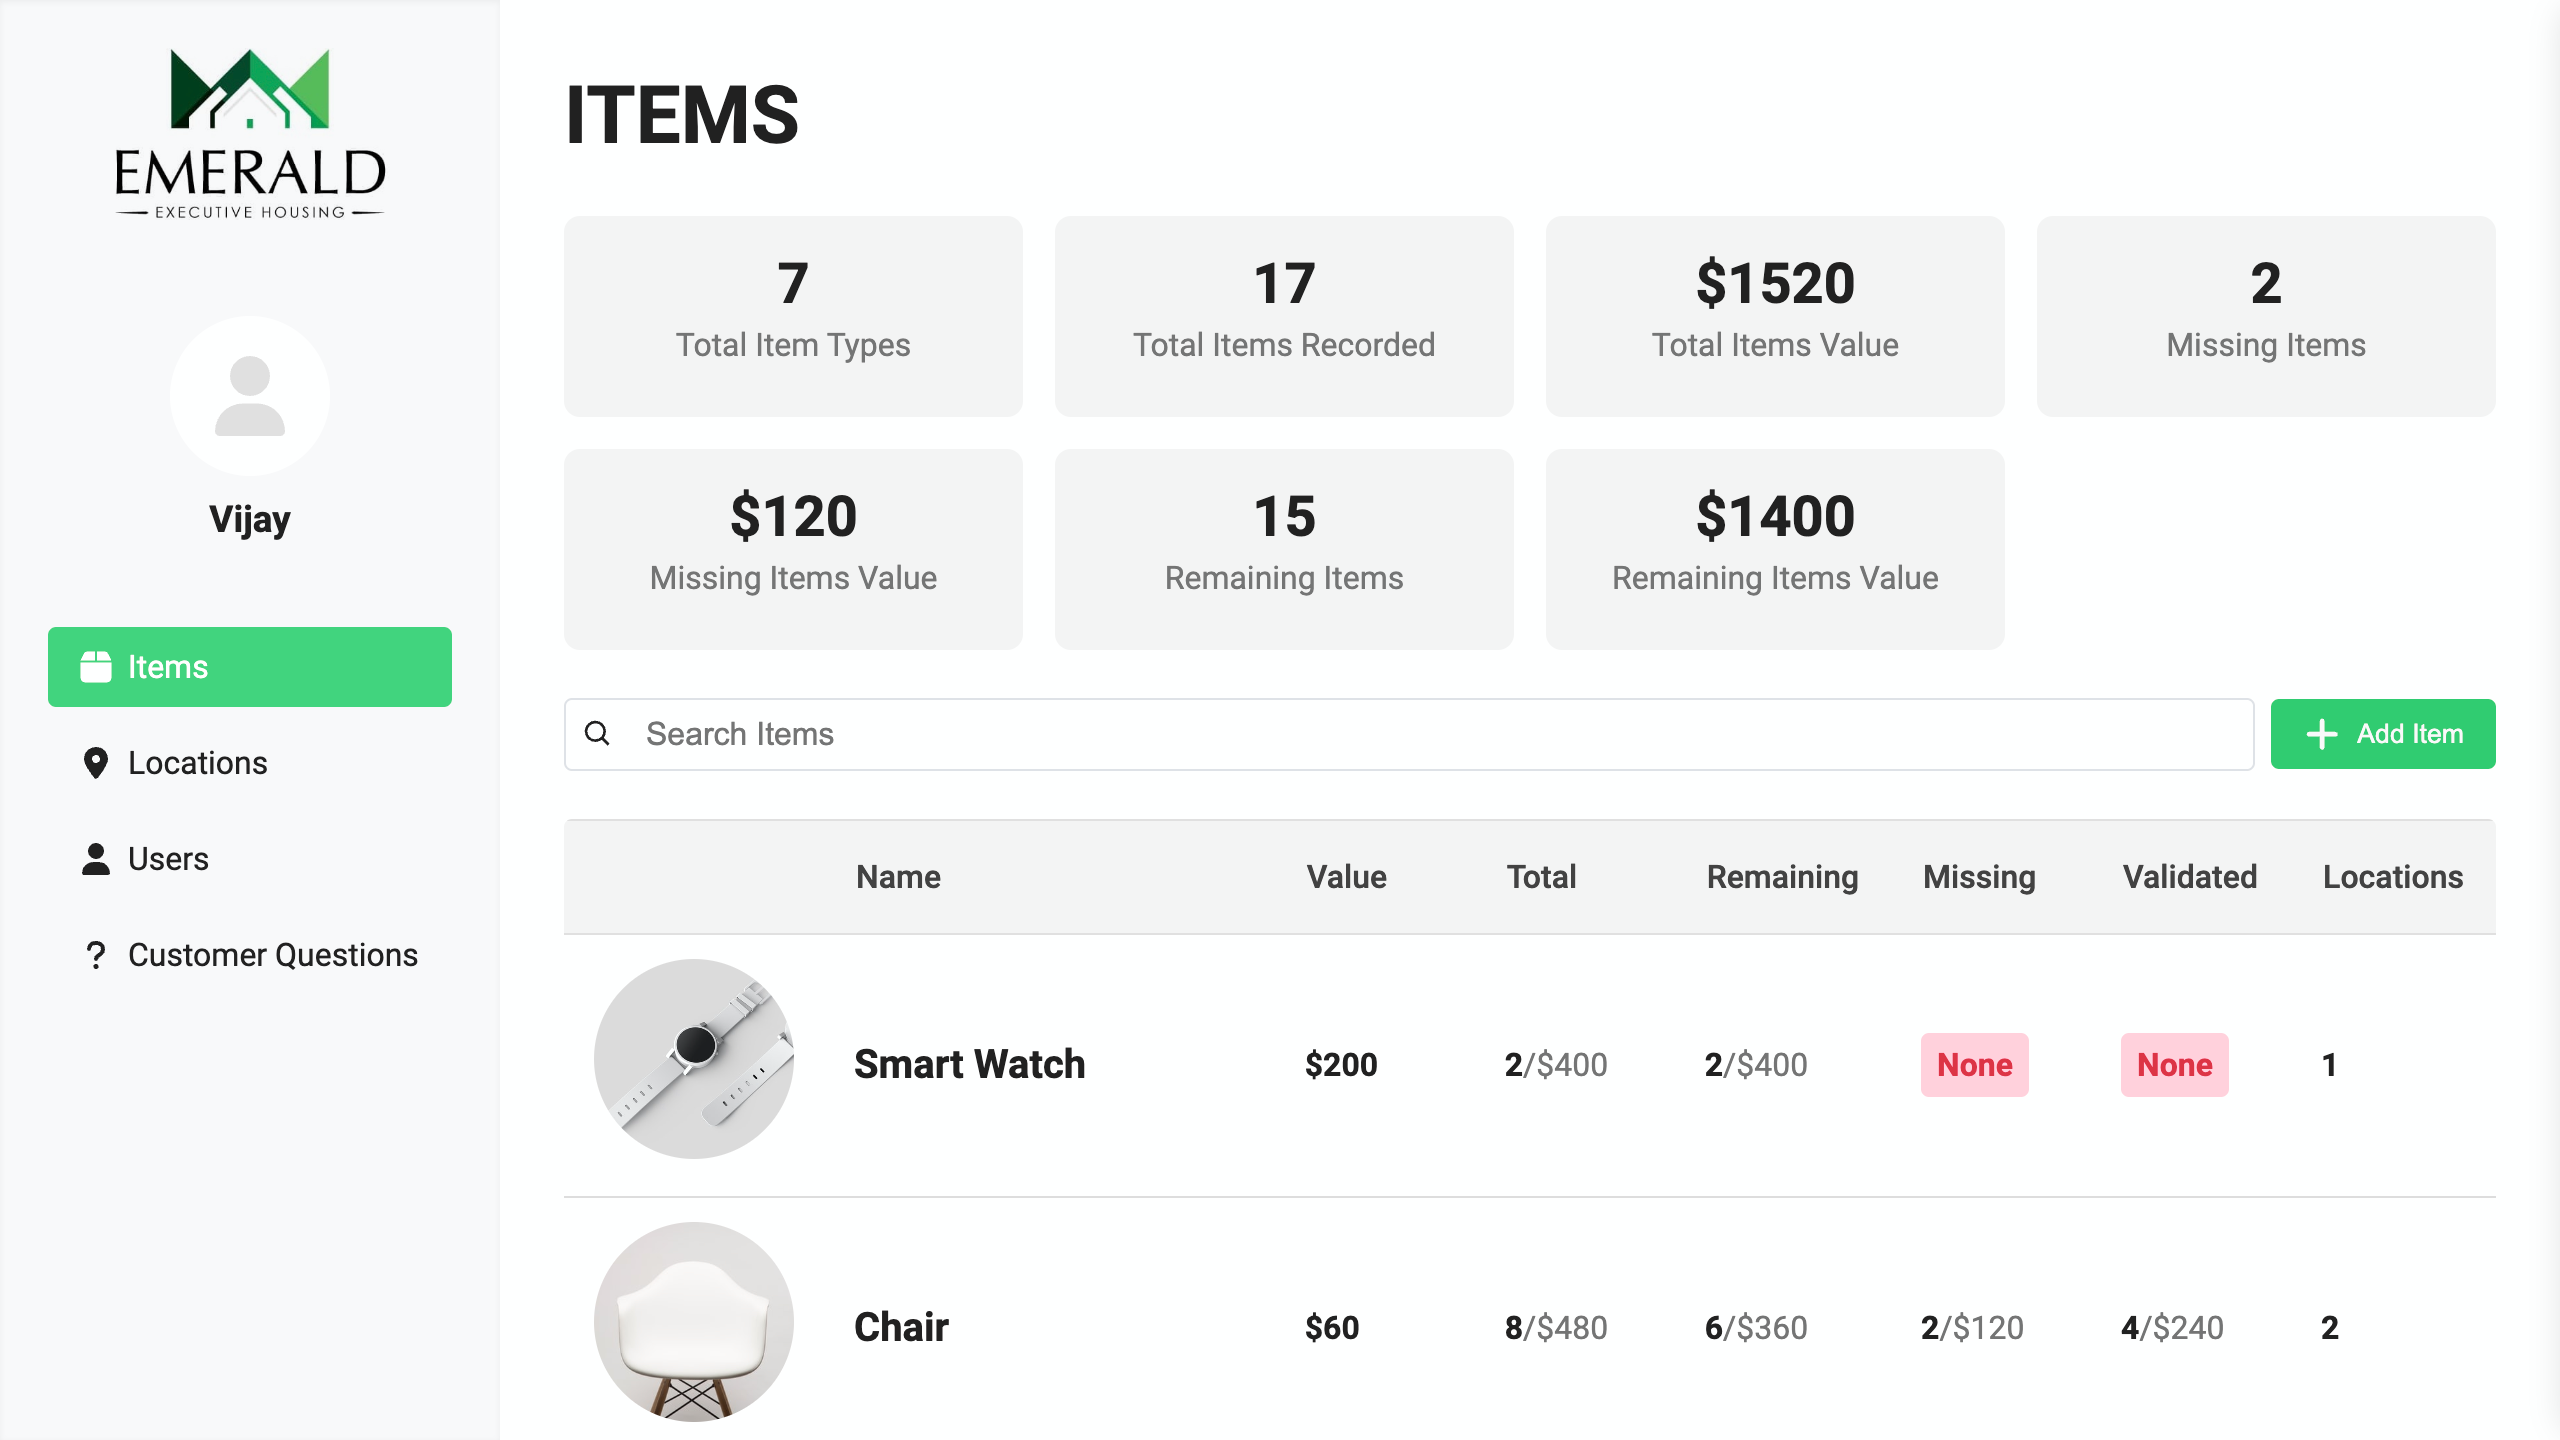 EMERALD
EXECUTIVE HOUSING
Vijay
Items
Locations
Users
? Customer Questions
ITEMS
7
Total Item Types
17
Total Items Recorded
$1520
Total Items Value
2
Missing Items
$120
Missing Items Value
15
Remaining Items
$1400
Remaining Items Value
Search Items
Add Item
Name Value Total Remaining Missing Validated Locations
Smart Watch $200 2/$400 2/$400 None None 1
Chair $60 8/$480 6/$360 2/$120 4/$240 2